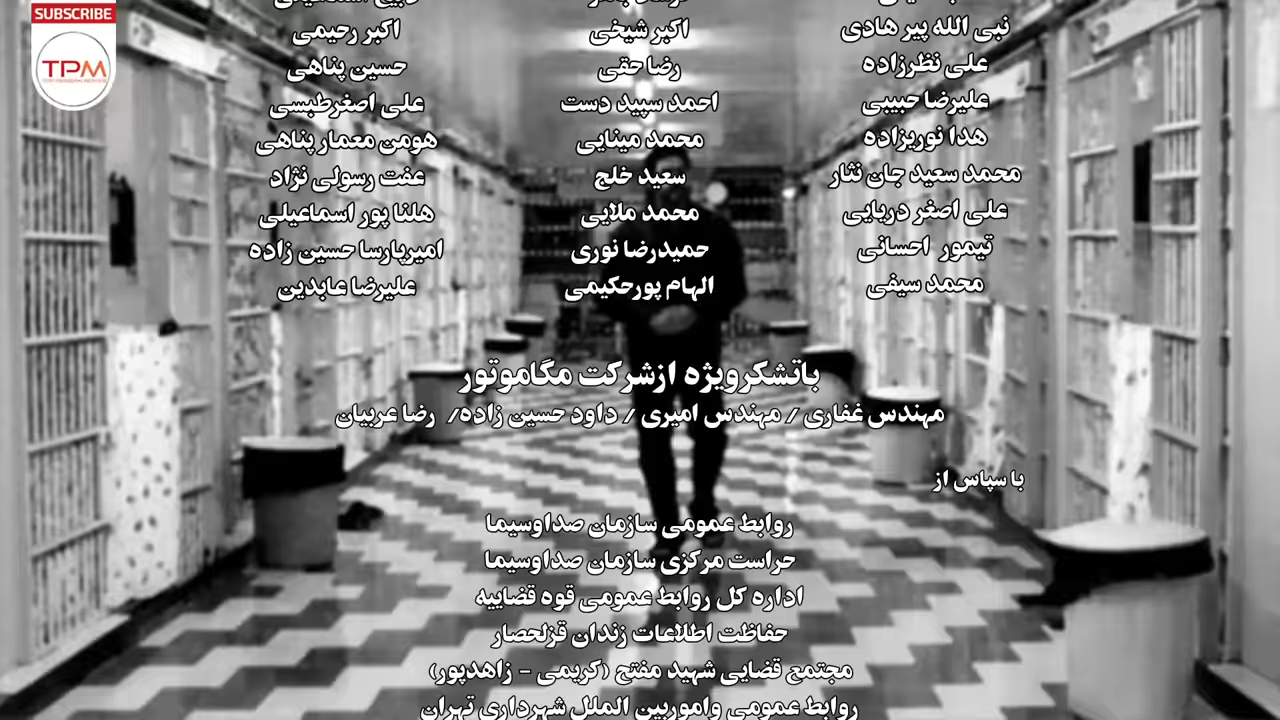 SUBSCRIBE
TPM
نبی الله پیر هادی
علی نظرزاده
علیرضا حبیبی
هدا نوریزاده
محمد سعید جان نثار
علی اصغر دریایی
تیمور احسانی
محمد سیفی
اکبر شیخی
رضا حقی
احمد سپید دست
محمد مینایی
سعید خلج
محمد ملایی
حمیدرضا نوری
الهام پورحکیمی
اکبر رحیمی
حسین پناهی
علی اصغرطبسی
هومن معمار پناهی
عفت رسولی نژاد
هلنا پور اسماعیلی
امیرپارسا حسین زاده
علیرضا عابدین
باتشکرویژه ازشرکت مگاموتور
مهندس غفاری / مهندس امیری / داود حسین زاده/ رضا عربیان
با سپاس از
روابط عمومی سازمان صداوسیما
حراست مرکزی سازمان صداوسیما
اداره کل روابط عمومی قوه قضاییه
حفاظت اطلاعات زندان قزلحصار
مجتمع قضایی شهید مفتح (کریمی - زاهدپور)
روابط عمومی واموربین الملل شهرداری تهران